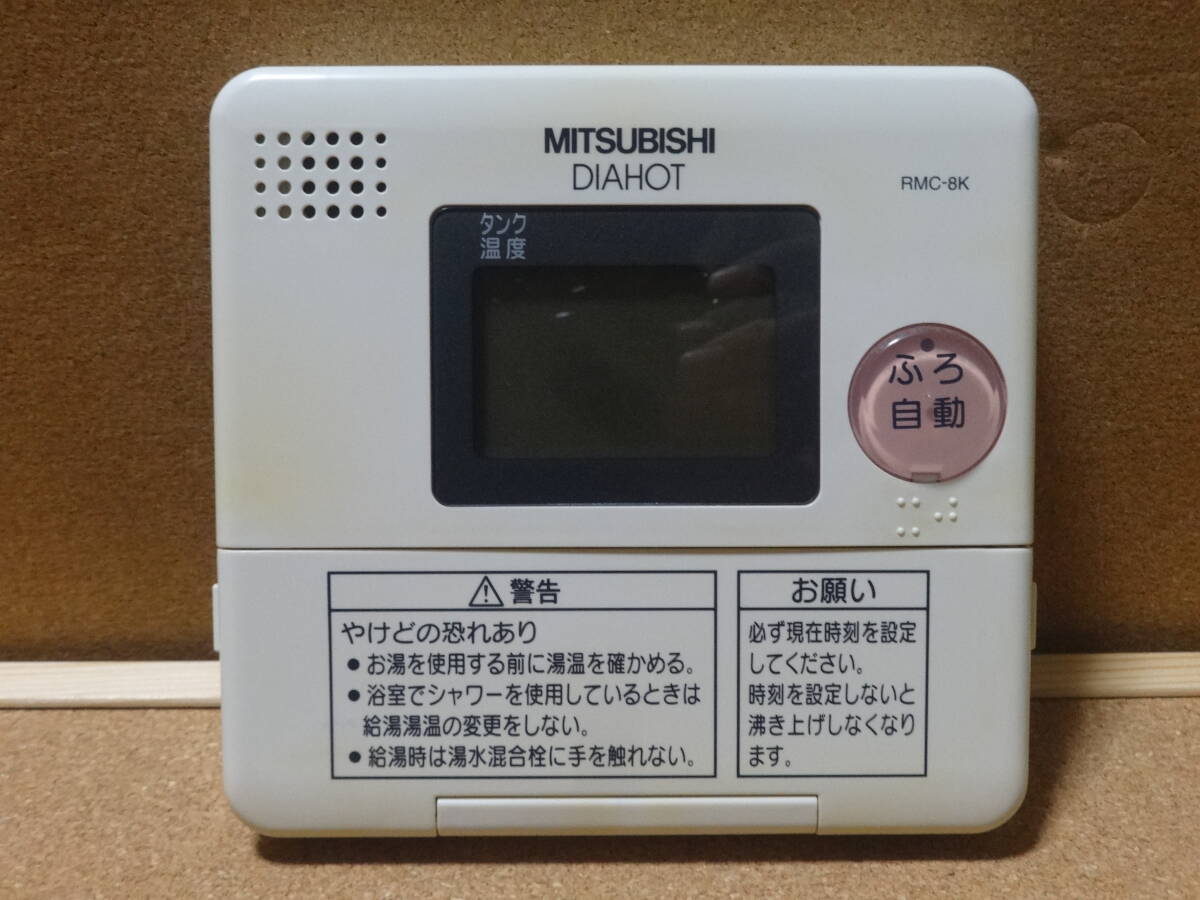 MITSUBISHI
DIAHOT
RMC-8K
タンク
温度
ふろ
自動
警告
やけどの恐れあり
● お湯を使用する前に湯温を確かめる。
● 浴室でシャワーを使用しているときは
給湯湯温の変更をしない。
● 給湯時は湯水混合栓に手を触れない。
お願い
必ず現在時刻を設定
してください。
時刻を設定しないと
沸き上げしなくなり
ます。